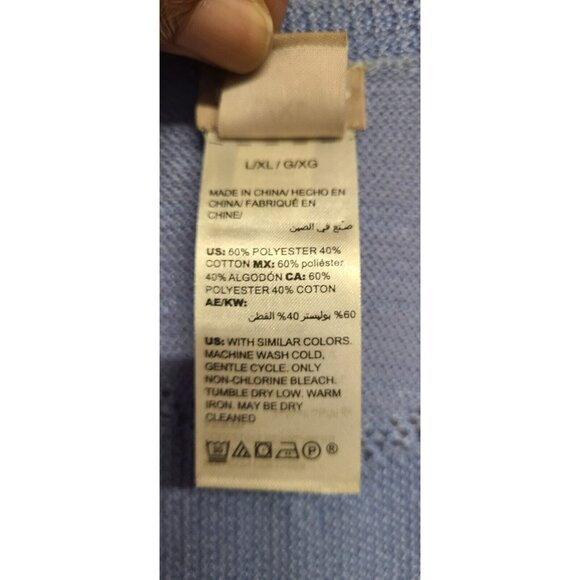 L/XL / G/XG
MADE IN CHINA/ HECHO EN
CHINA/ FABRIQUÉ EN
CHINE/
صنع في الصين
US: 60% POLYESTER 40%
COTTON MX: 60% poliéster
40% ALGODÓN CA: 60%
POLYESTER 40% COTON
AE/KW:
60% بوليستر 40% القطن
US: WITH SIMILAR COLORS.
MACHINE WASH COLD,
GENTLE CYCLE. ONLY
NON-CHLORINE BLEACH.
TUMBLE DRY LOW. WARM
IRON. MAY BE DRY
CLEANED
30 P ®